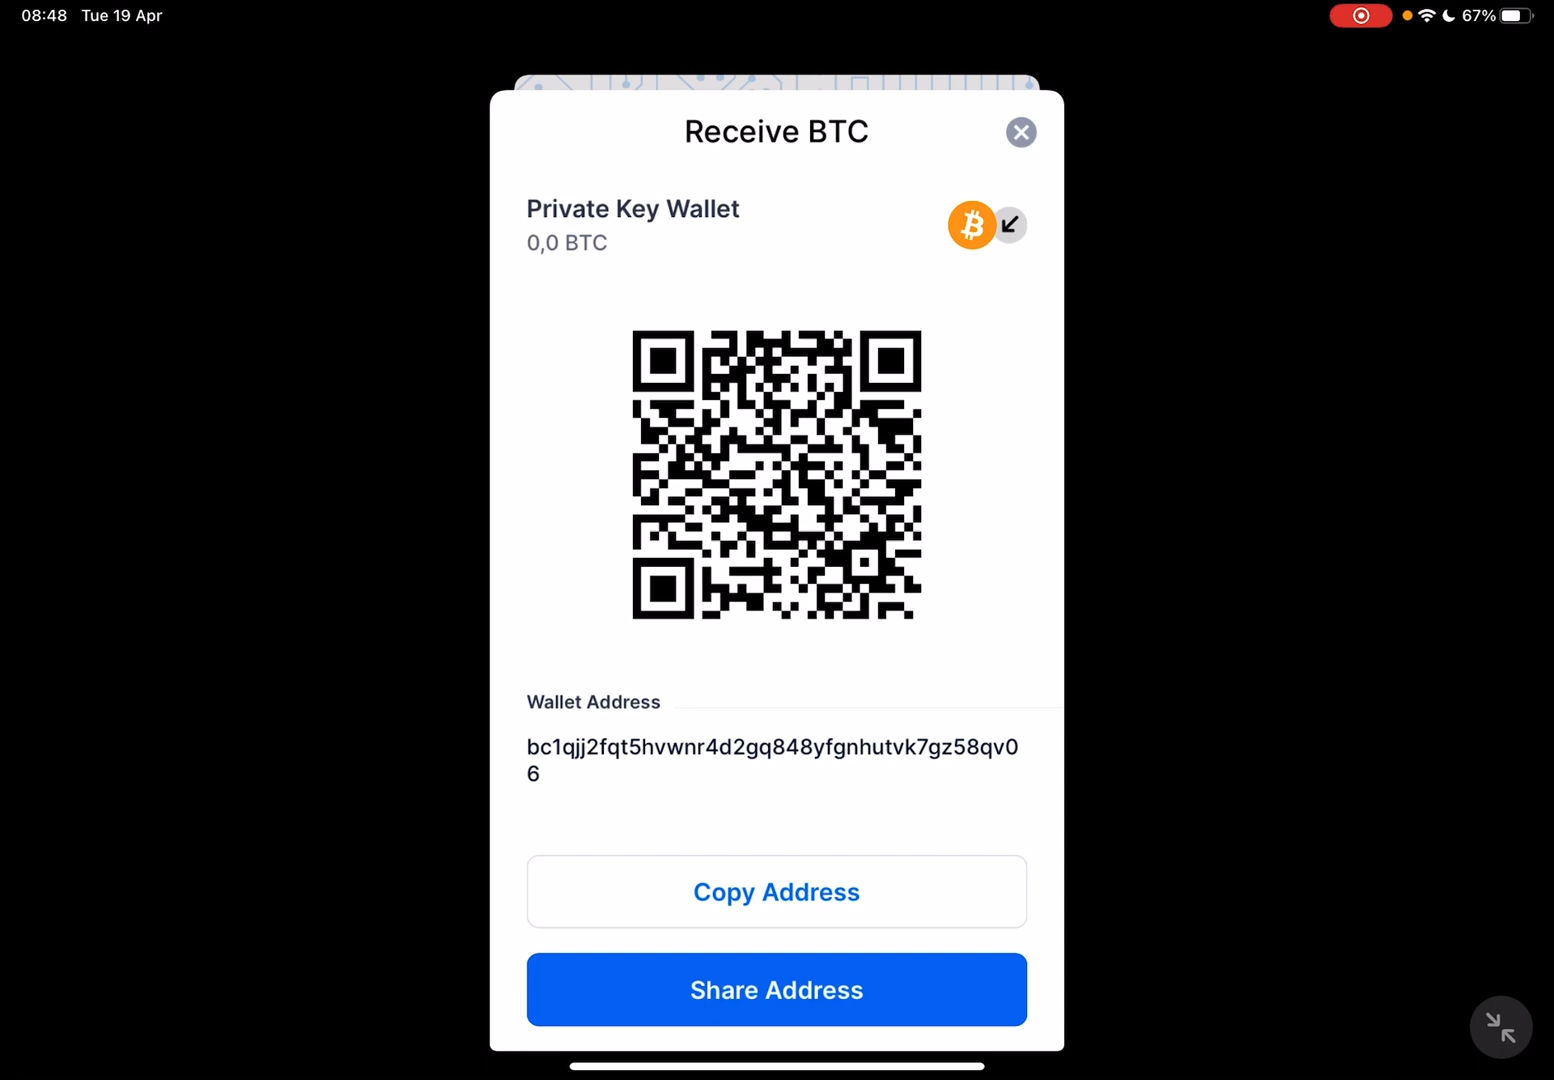 08:48 Tue 19 Apr
67%
Receive BTC
Private Key Wallet
0,0 BTC
Wallet Address
bc1qjj2fqt5hvwnr4d2gq848yfgnhutvk7gz58qv0
6
Copy Address
Share Address